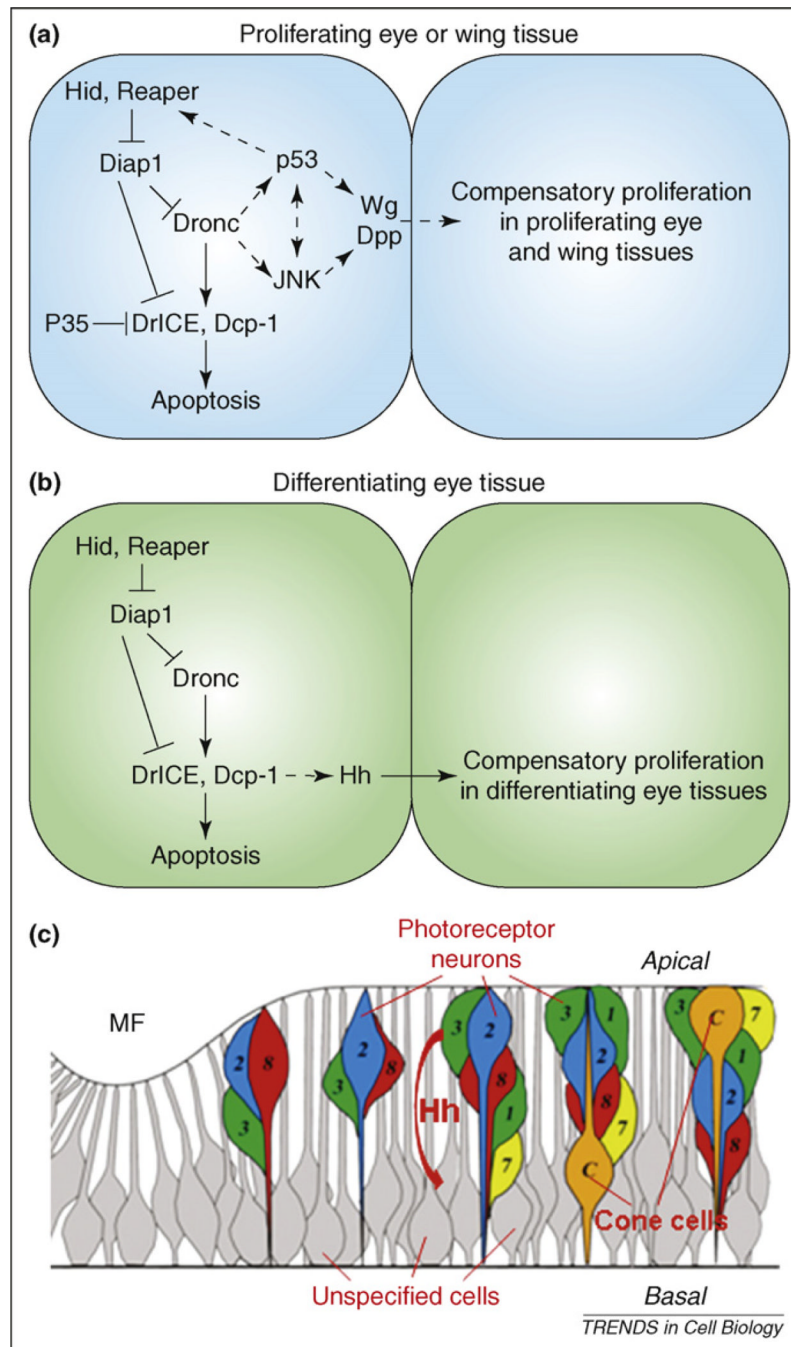 (a)
Proliferating eye or wing tissue
Hid, Reaper
p53
Diap1
Wg
Dpp
Compensatory proliferation
in proliferating eye
and wing tissues
Dronc
JNK
P35
DrICE, Dcp-1
Apoptosis
(b)
Differentiating eye tissue
Hid, Reaper
Diap1
Dronc
DrICE, Dcp-1
Hh
Compensatory proliferation
in differentiating eye tissues
Apoptosis
(c)
Photoreceptor
neurons
Apical
MF
2 8 3
2 3 8
3 2 8 1 7
3 1 2 8 7 C
3 C 7 1 2 8
Hh
Cone cells
Unspecified cells
Basal
TRENDS in Cell Biology